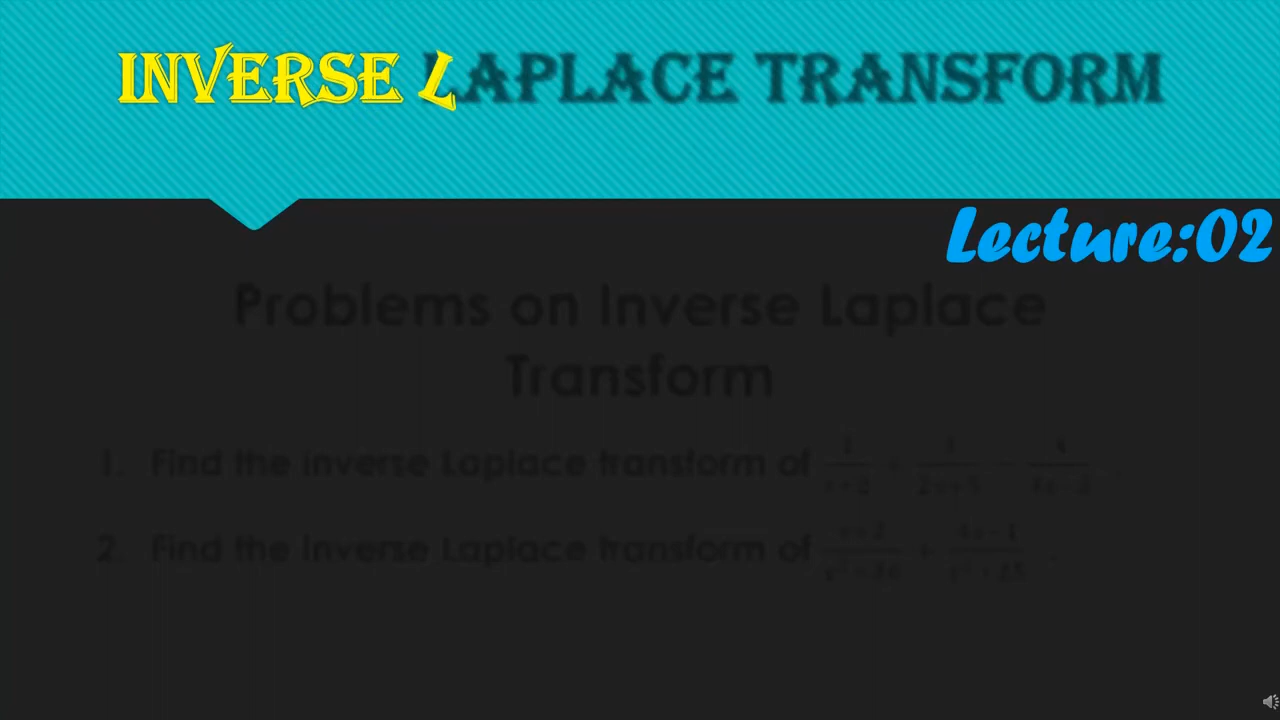 INVERSE LAPLACE TRANSFORM
Lecture:02
Problems on Inverse Laplace
Transform
1. Find the inverse Laplace transform of
2. Find the inverse Laplace transform of